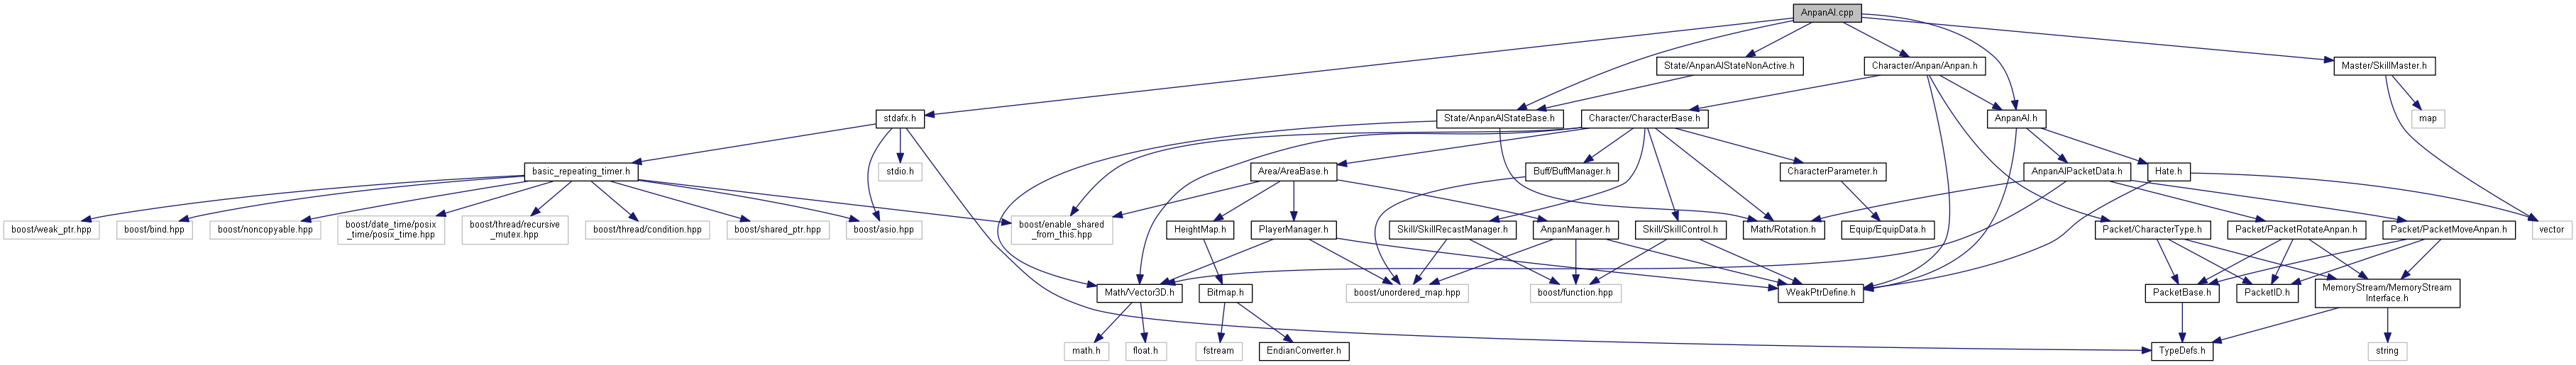 AnpanAI.cpp
State/AnpanAIStateNonActive.h
Character/Anpan/Anpan.h
Master/SkillMaster.h
stdafx.h
State/AnpanAIStateBase.h
Character/CharacterBase.h
AnpanAI.h
map
basic_repeating_timer.h
stdio.h
Area/AreaBase.h
Buff/BuffManager.h
CharacterParameter.h
AnpanAIPacketData.h
Hate.h
boost/weak_ptr.hpp
boost/bind.hpp
boost/noncopyable.hpp
boost/date_time/posix
_time/posix_time.hpp
boost/thread/recursive
_mutex.hpp
boost/thread/condition.hpp
boost/shared_ptr.hpp
boost/asio.hpp
boost/enable_shared
_from_this.hpp
HeightMap.h
PlayerManager.h
Skill/SkillRecastManager.h
AnpanManager.h
Skill/SkillControl.h
Math/Rotation.h
Equip/EquipData.h
Packet/CharacterType.h
Packet/PacketRotateAnpan.h
Packet/PacketMoveAnpan.h
vector
Math/Vector3D.h
Bitmap.h
boost/unordered_map.hpp
boost/function.hpp
WeakPtrDefine.h
PacketBase.h
PacketID.h
MemoryStream/MemoryStream
Interface.h
math.h
float.h
fstream
EndianConverter.h
TypeDefs.h
string